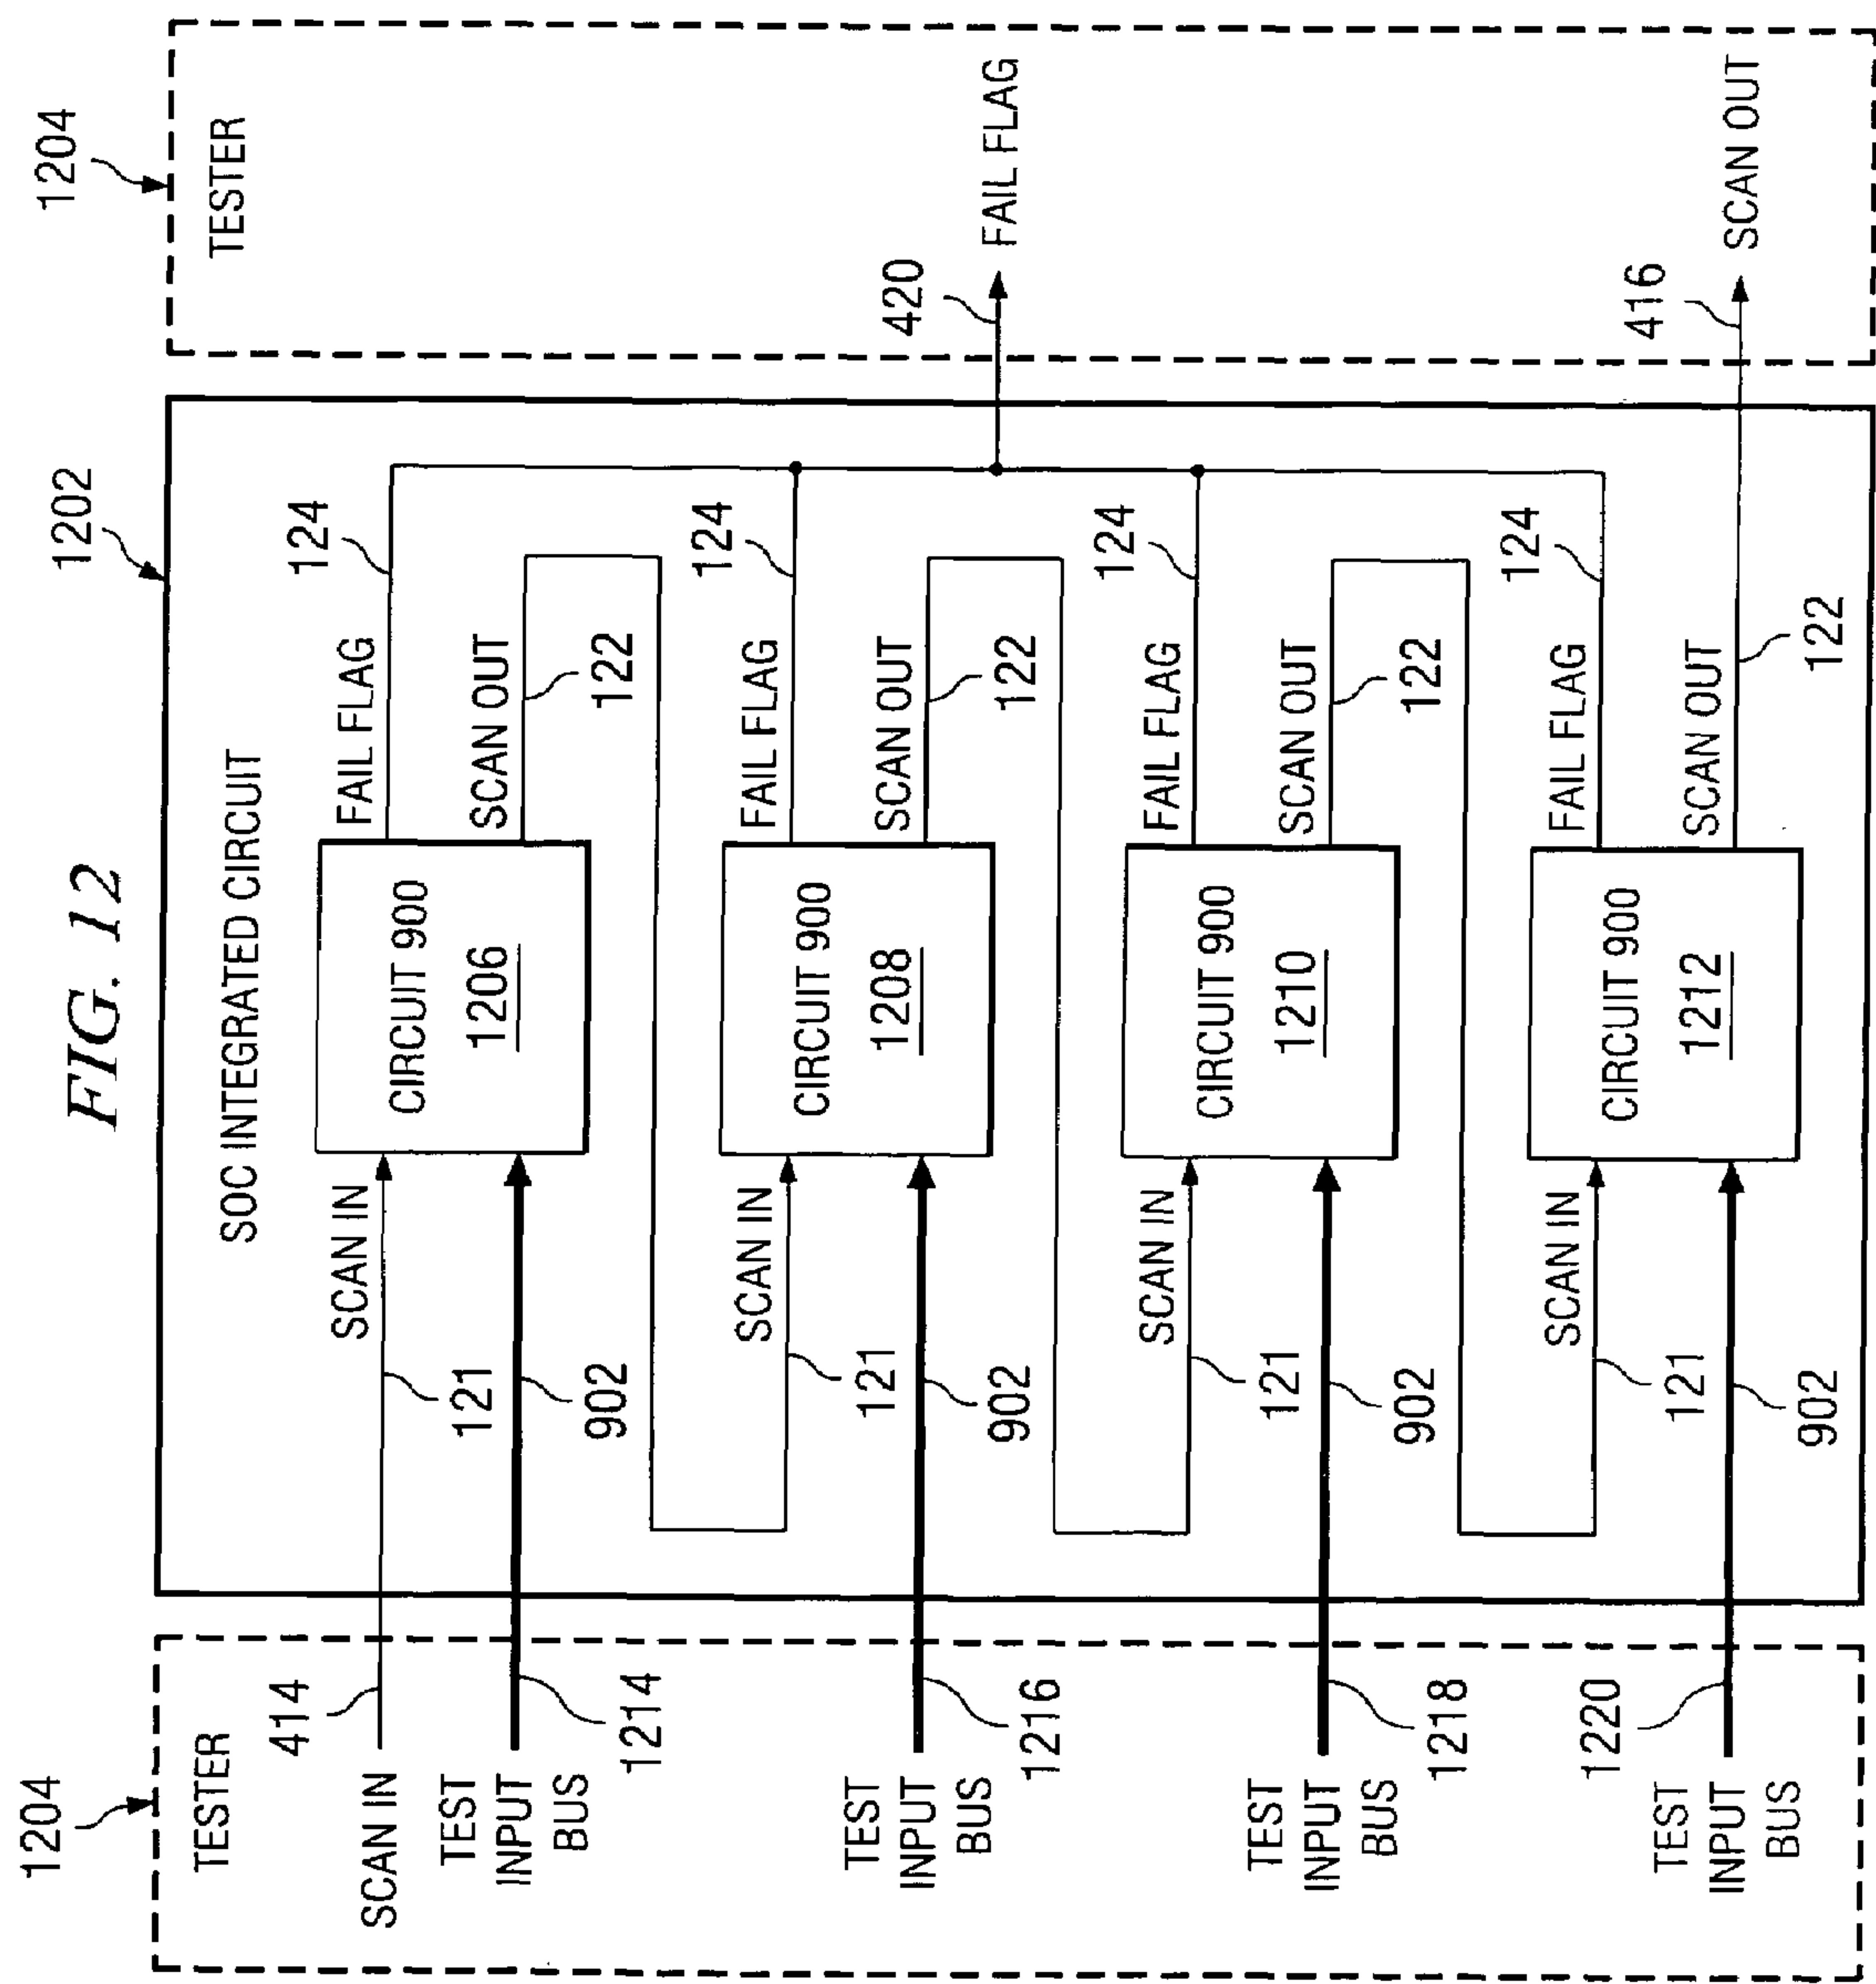 FIG. 12
1204
1202
1204
TESTER
SOC INTEGRATED CIRCUIT
TESTER
SCAN IN
414
121
SCAN IN
CIRCUIT 900
1206
FAIL FLAG
124
TEST
INPUT
BUS
1214
902
SCAN OUT
122
SCAN IN
121
CIRCUIT 900
1208
FAIL FLAG
124
TEST
INPUT
BUS
1216
902
SCAN OUT
122
420
FAIL FLAG
SCAN IN
121
CIRCUIT 900
1210
FAIL FLAG
124
TEST
INPUT
BUS
1218
902
SCAN OUT
122
SCAN IN
121
CIRCUIT 900
1212
FAIL FLAG
124
TEST
INPUT
BUS
1220
902
SCAN OUT
122
416
SCAN OUT